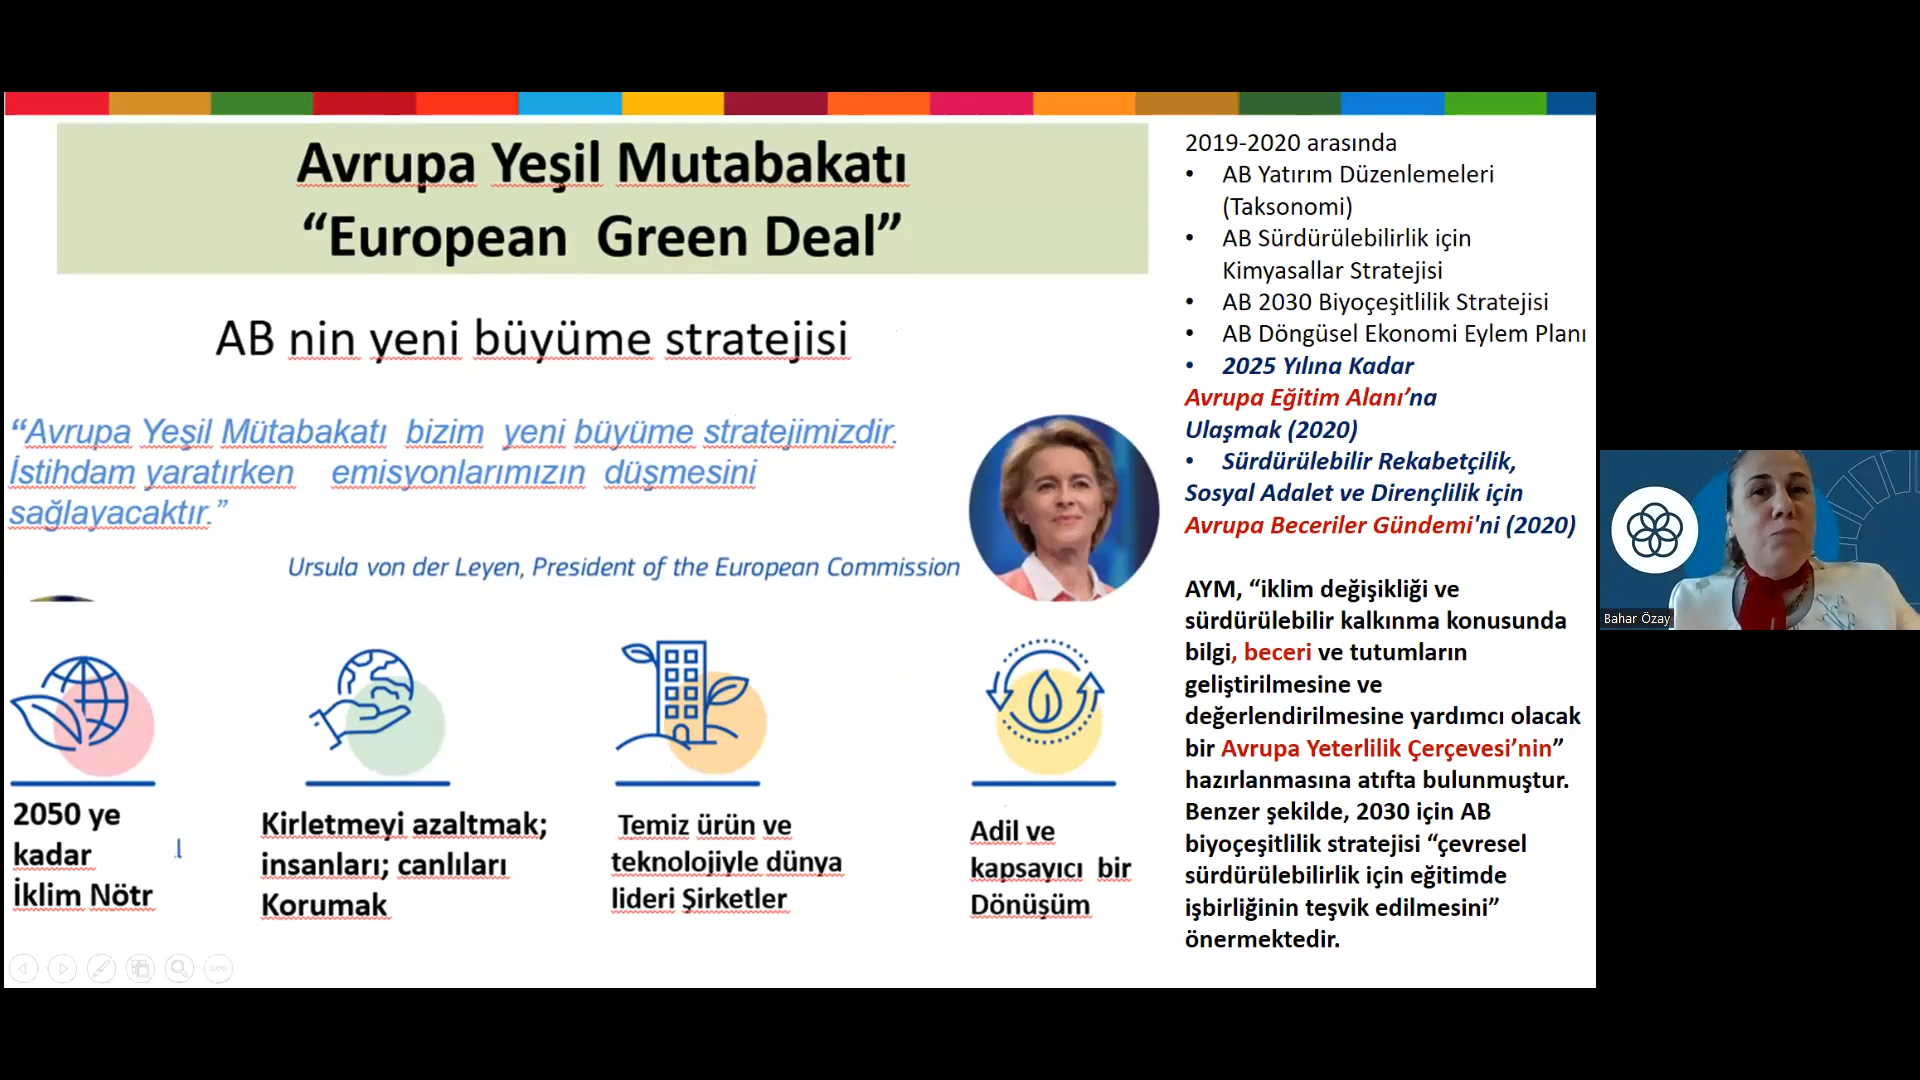 Avrupa Yeşil Mutabakatı
“European Green Deal”
AB nin yeni büyüme stratejisi
“Avrupa Yeşil Mütabakatı bizim yeni büyüme stratejimizdir.
İstihdam yaratırken emisyonlarımızın düşmesini
sağlayacaktır.”
Ursula von der Leyen, President of the European Commission
2050 ye
kadar
İklim Nötr
Kirletmeyi azaltmak;
insanları; canlıları
Korumak
Temiz ürün ve
teknolojiyle dünya
lideri Şirketler
Adil ve
kapsayıcı bir
Dönüşüm
2019-2020 arasında
• AB Yatırım Düzenlemeleri
(Taksonomi)
• AB Sürdürülebilirlik için
Kimyasallar Stratejisi
• AB 2030 Biyoçeşitlilik Stratejisi
• AB Döngüsel Ekonomi Eylem Planı
• 2025 Yılına Kadar
Avrupa Eğitim Alanı’na
Ulaşmak (2020)
• Sürdürülebilir Rekabetçilik,
Sosyal Adalet ve Dirençlilik için
Avrupa Beceriler Gündemi'ni (2020)
AYM, “iklim değişikliği ve
sürdürülebilir kalkınma konusunda
bilgi, beceri ve tutumların
geliştirilmesine ve
değerlendirilmesine yardımcı olacak
bir Avrupa Yeterlilik Çerçevesi’nin”
hazırlanmasına atıfta bulunmuştur.
Benzer şekilde, 2030 için AB
biyoçeşitlilik stratejisi “çevresel
sürdürülebilirlik için eğitimde
işbirliğinin teşvik edilmesini”
önermektedir.
Bahar Özay